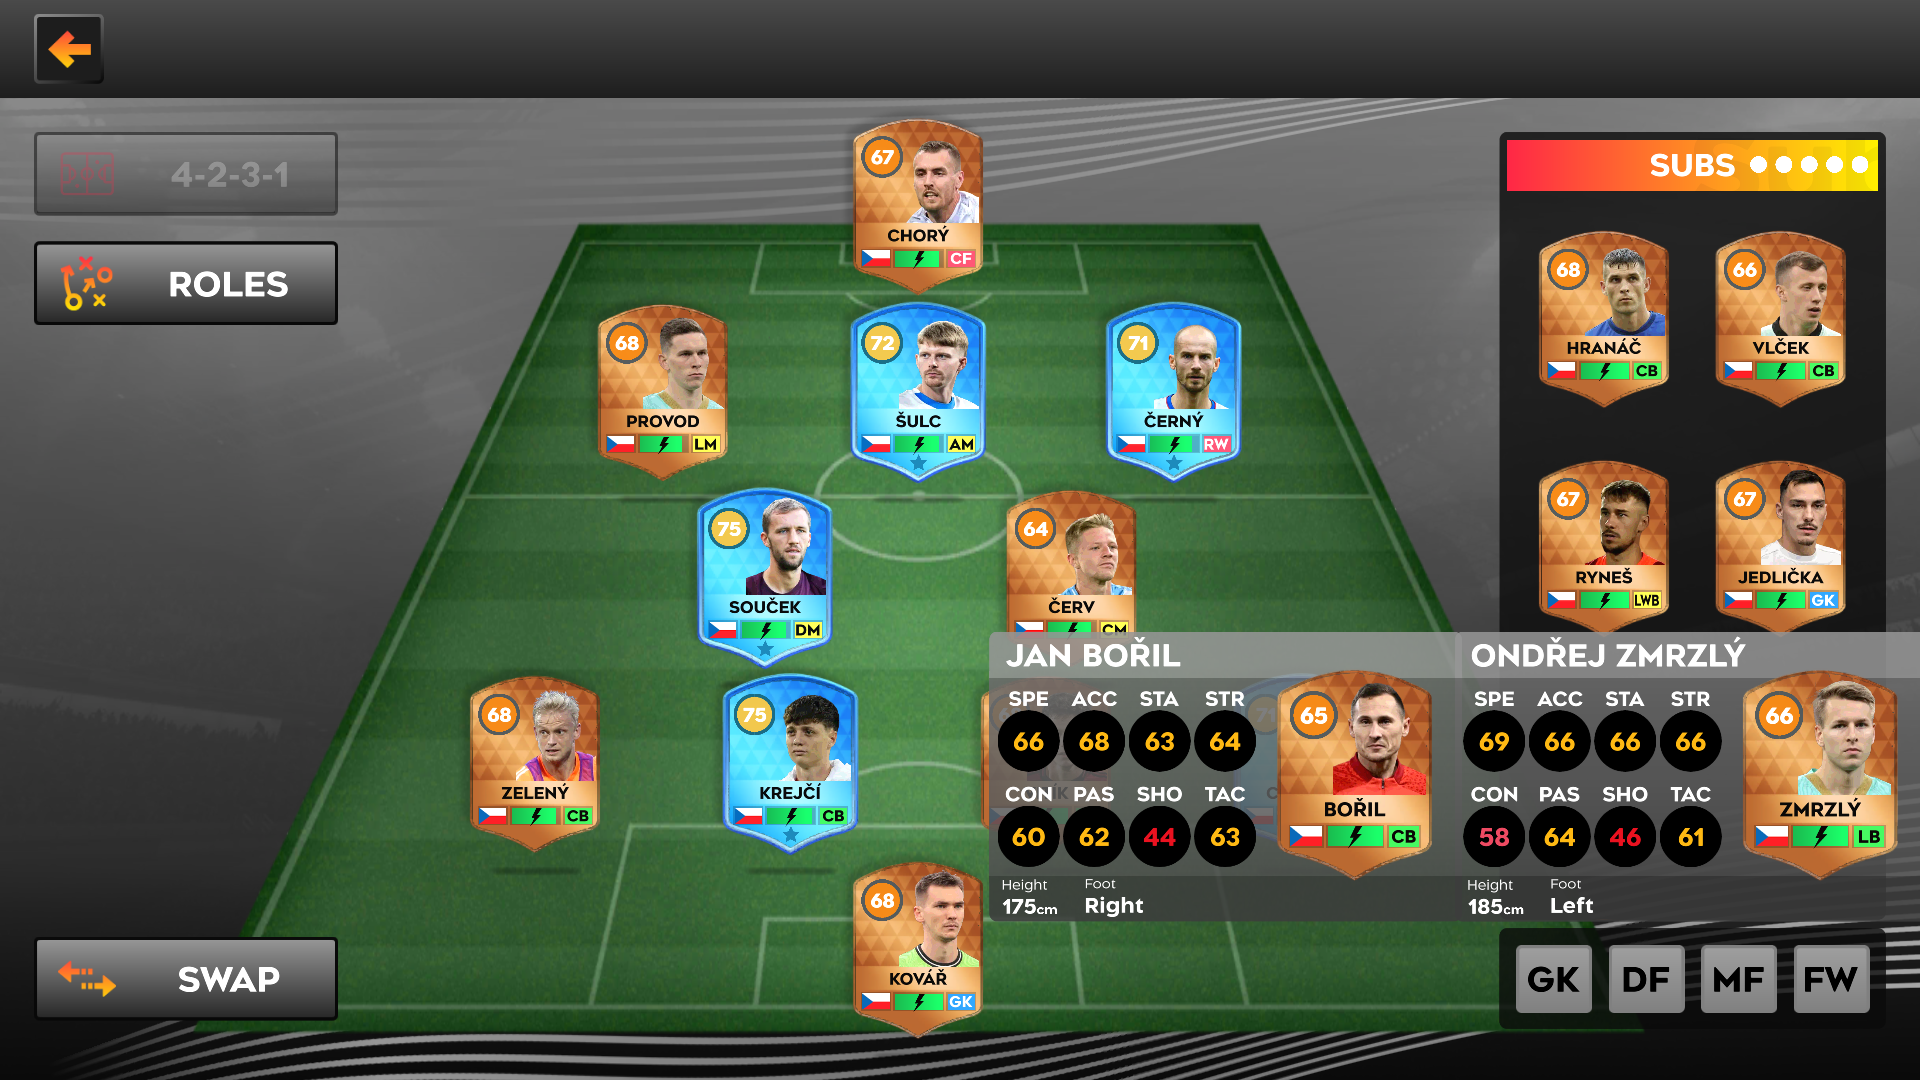 4-2-3-1
ROLES
SWAP
67
CHORÝ
CF
68
PROVOD
LM
72
ŠULC
AM
71
ČERNÝ
RW
75
SOUČEK
DM
64
ČERV
CM
68
ZELENÝ
CB
75
KREJČÍ
CB
68
KOVÁŘ
GK
SUBS
68
HRANÁČ
CB
66
VLČEK
CB
67
RYNEŠ
LWB
67
JEDLIČKA
GK
JAN BOŘIL
SPE ACC STA STR
66 68 63 64
CON PAS SHO TAC
60 62 44 63
Height Foot
175cm Right
65
BOŘIL
CB
ONDŘEJ ZMRZLÝ
SPE ACC STA STR
69 66 66 66
CON PAS SHO TAC
58 64 46 61
Height Foot
185cm Left
66
ZMRZLÝ
LB
GK DF MF FW